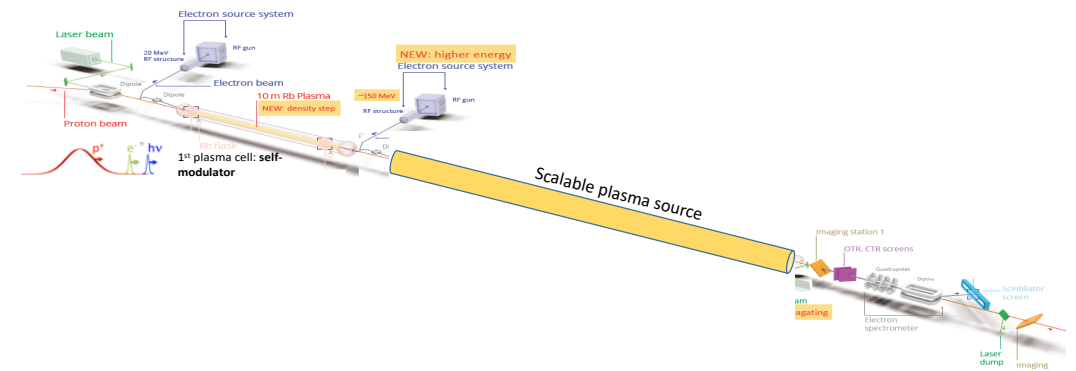 Electron source system
Laser beam
20 MeV
RF structure
RF gun
NEW: higher energy
Electron source system
Dipole
Electron beam
Dipole
10 m Rb Plasma
NEW: density step
~150 MeV
RF structure
RF gun
Proton beam
Rb flask
Di
p⁺ e⁻ hν
1st plasma cell: self-
modulator
Scalable plasma source
Imaging station 1
OTR, CTR screens
Quadrupoles
Dipole
Scintillator
screen
am
agating
Electron
spectrometer
Laser
dump
Imaging